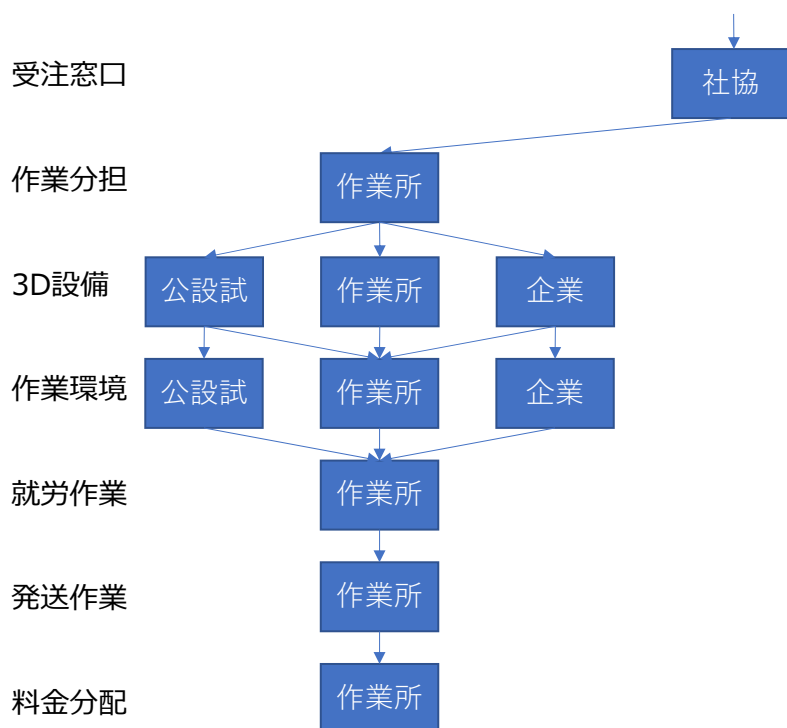 受注窓口 社協
作業分担 作業所
3D設備 公設試 作業所 企業
作業環境 公設試 作業所 企業
就労作業 作業所
発送作業 作業所
料金分配 作業所